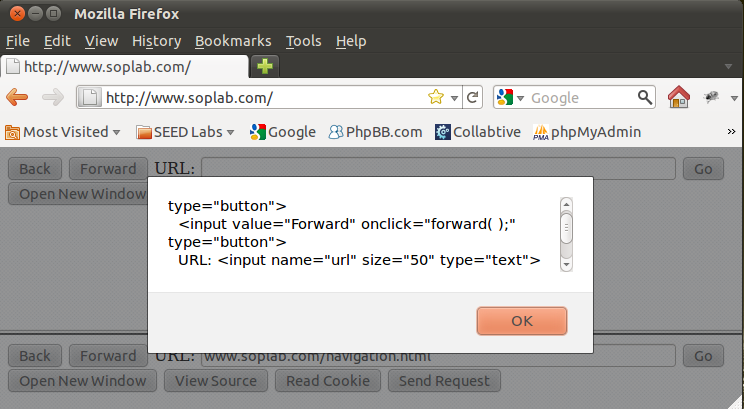 Mozilla Firefox
File Edit View History Bookmarks Tools Help
http://www.soplab.com/
http://www.soplab.com/ Google
Most Visited SEED Labs Google PhpBB.com Collabtive PMA phpMyAdmin »
Back Forward URL: Go
Open New Window
type="button">
<input value="Forward" onclick="forward( );"
type="button">
URL: <input name="url" size="50" type="text">
OK
Back Forward URL: www.soplab.com/navigation.html Go
Open New Window View Source Read Cookie Send Request